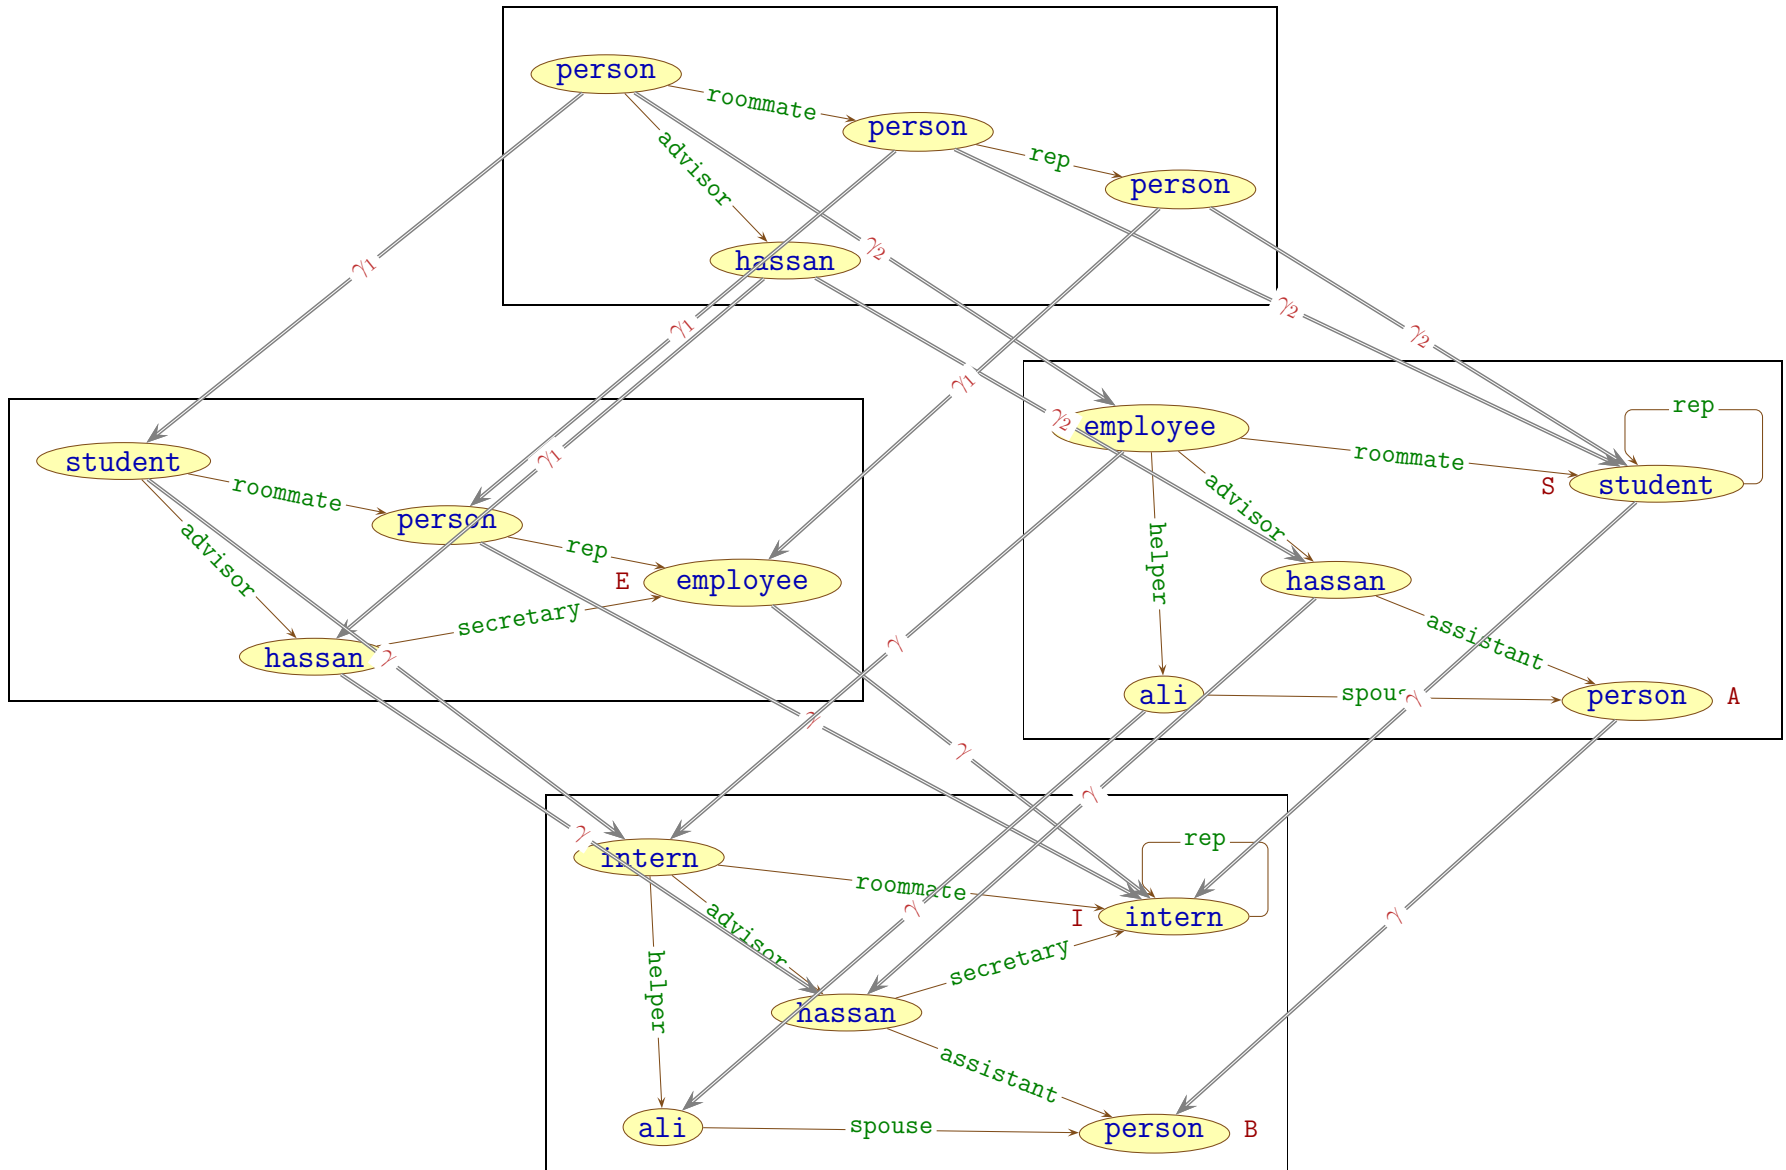 person
roommate
person
advisor
rep
person
hassan
γ2
γ1
γ2
γ1
γ2
γ1
γ2
γ1
student
roommate
person
advisor
rep
E
employee
secretary
hassan
γ
employee
rep
roommate
S
student
advisor
helper
hassan
assistant
ali
spouse
person
A
γ
γ
γ
γ
γ
γ
intern
rep
roommate
γ
I
intern
γ
advisor
secretary
helper
hassan
assistant
ali
spouse
person
B